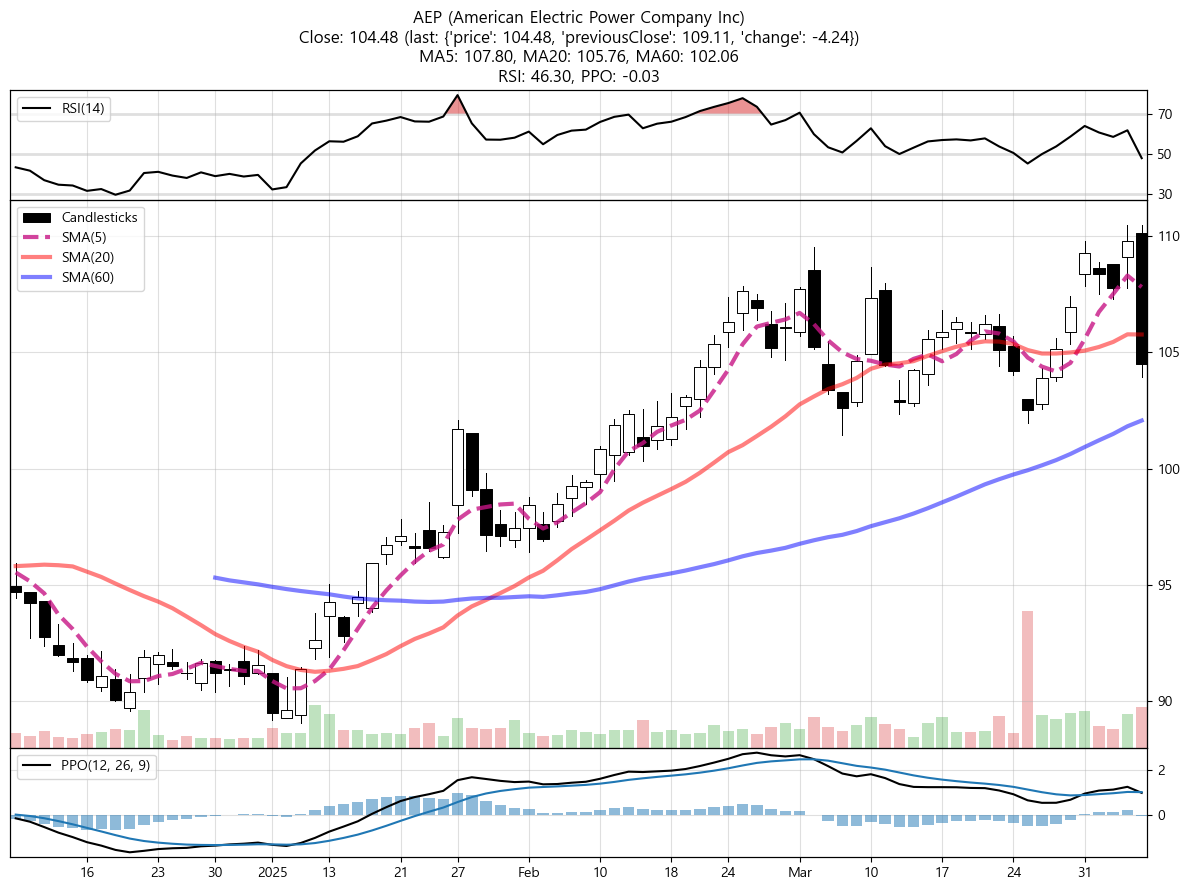 AEP (American Electric Power Company Inc)
Close: 104.48 (last: {'price': 104.48, 'previousClose': 109.11, 'change': -4.24})
MA5: 107.80, MA20: 105.76, MA60: 102.06
RSI: 46.30, PPO: -0.03
RSI(14)
70
50
30
Candlesticks
SMA(5)
SMA(20)
SMA(60)
110
105
100
95
90
PPO(12, 26, 9)
2
0
16 23 30 2025 13 21 27 Feb 10 18 24 Mar 10 17 24 31